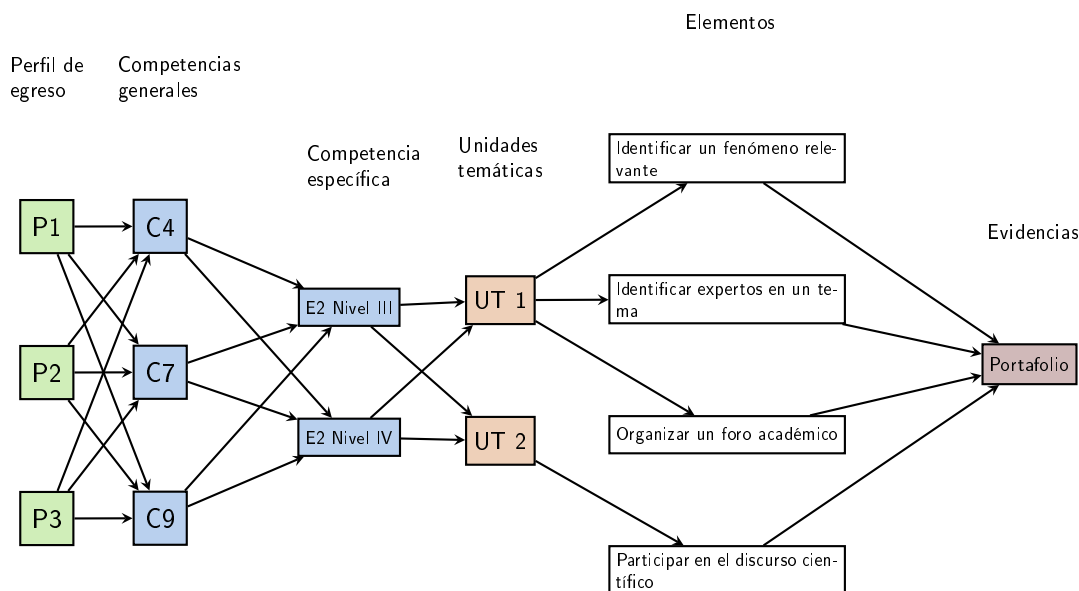 Elementos
Perfil de
egreso
Competencias
generales
Competencia
específica
Unidades
temáticas
Evidencias
P1
P2
P3
C4
C7
C9
E2 Nivel III
E2 Nivel IV
UT 1
UT 2
Identificar un fenómeno rele-
vante
Identificar expertos en un te-
ma
Organizar un foro académico
Participar en el discurso cien-
tífico
Portafolio